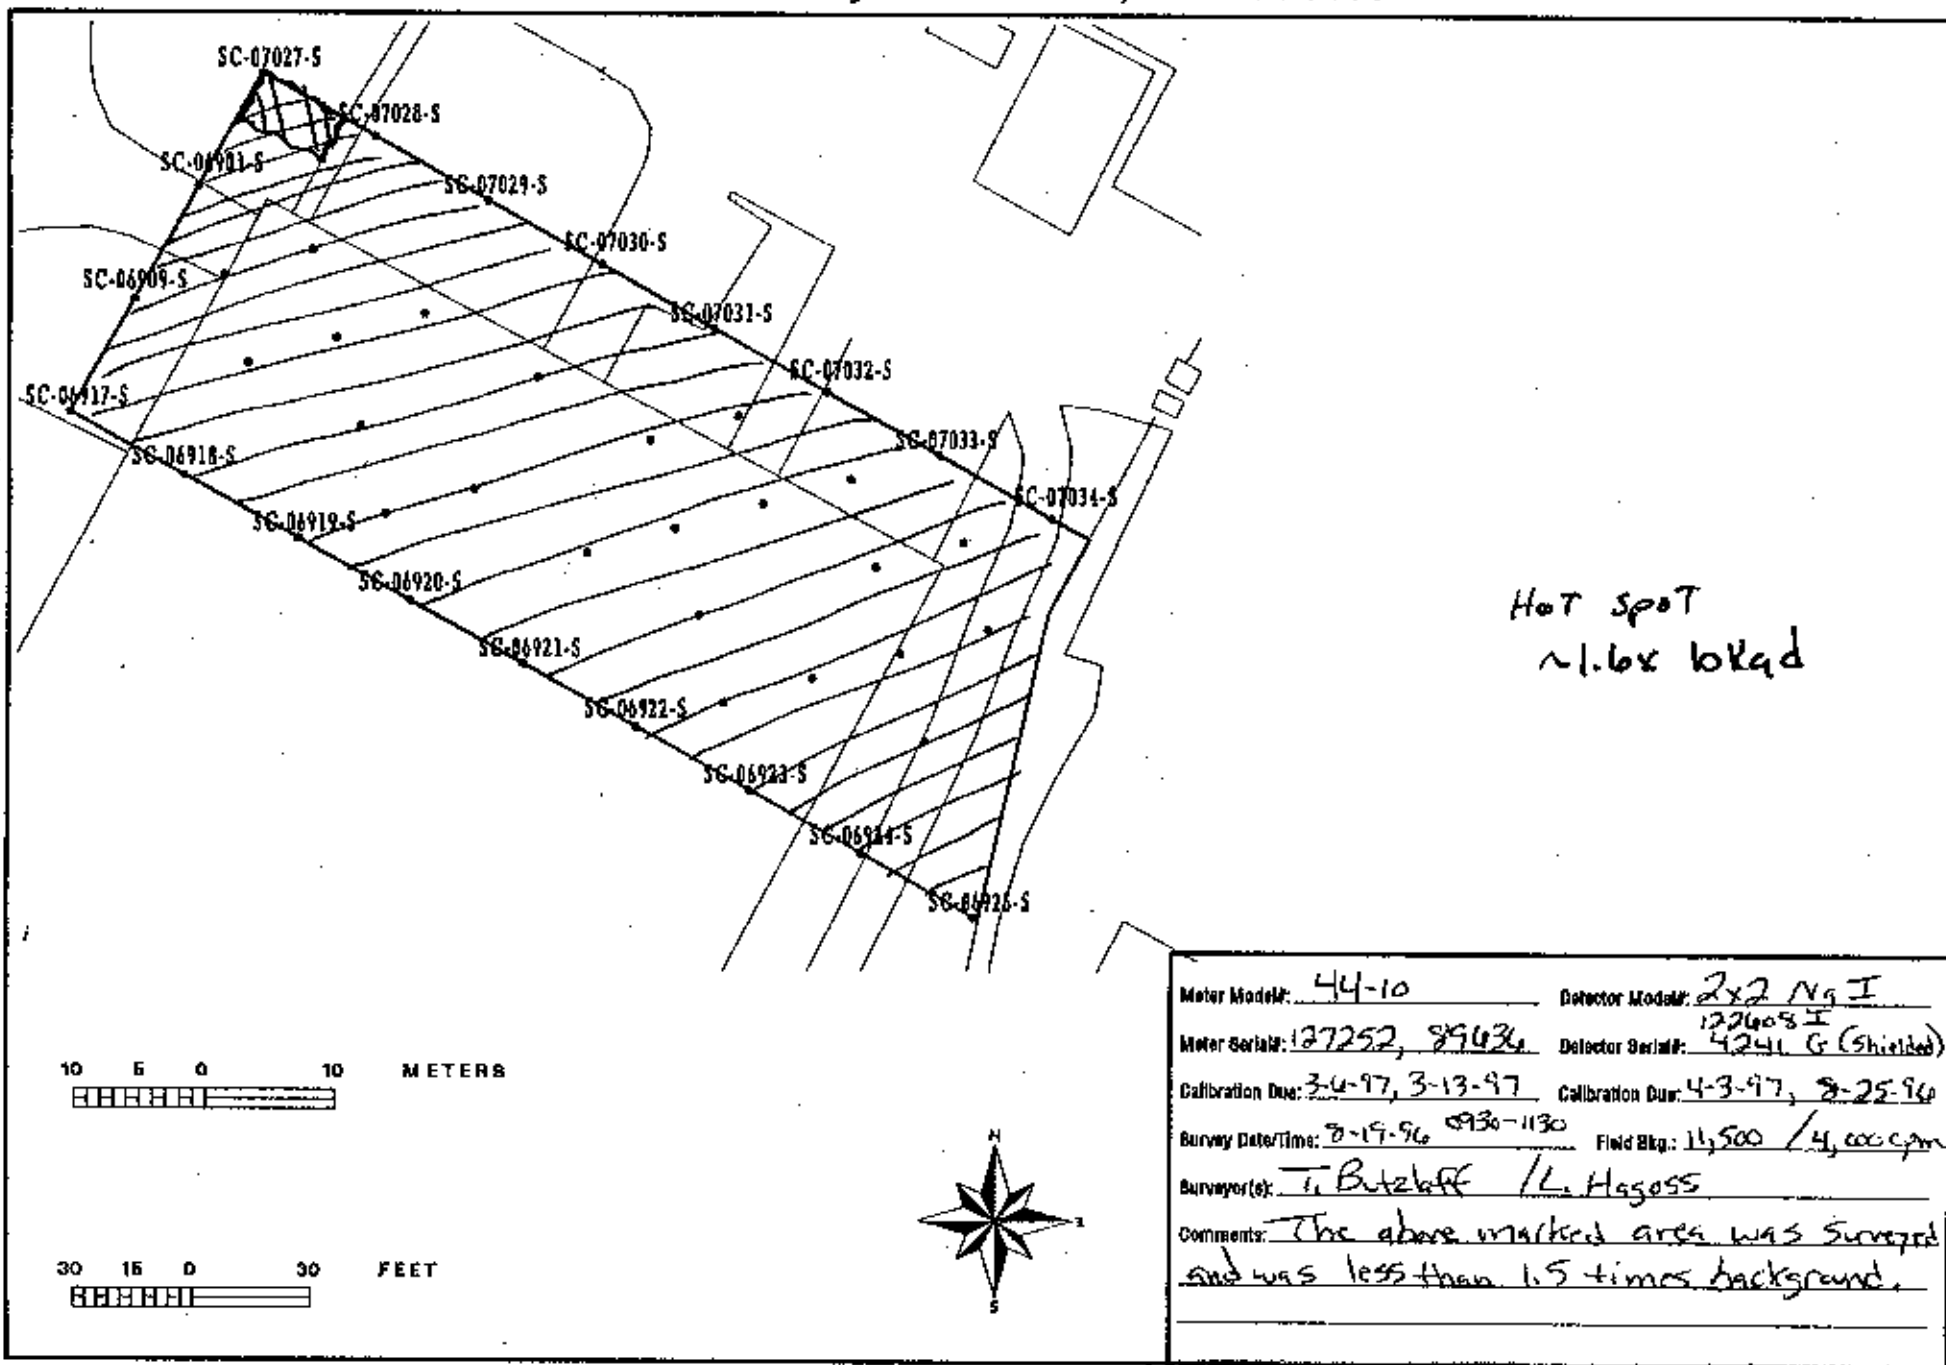 SC-07027-S
SC-07028-S
SC-06901-S
SC-07029-S
SC-07030-S
SC-06909-S
SC-07031-S
SC-07032-S
SC-06917-S
SC-07033-S
SC-06918-S
SC-07034-S
SC-06919-S
SC-06920-S
SC-06921-S
SC-06922-S
SC-06923-S
SC-06924-S
SC-06925-S
HOT SPOT
~1.6x bkgd
10 5 0 10 METERS
30 15 0 30 FEET
N
E
S
Meter Model#: 44-10 Detector Model#: 2x2 NaI
122608 I
Meter Serial#: 127252, 89636 Detector Serial#: 4241 G (Shielded)
Calibration Due: 3-6-97, 3-13-97 Calibration Due: 4-3-97, 8-25-96
Survey Date/Time: 8-19-96 0930-1130 Field Bkg.: 11,500 / 4,000 cpm
Surveyor(s): T. Butzlaff / L. Hagoss
Comments: The above marked area was surveyed
and was less than 1.5 times background.